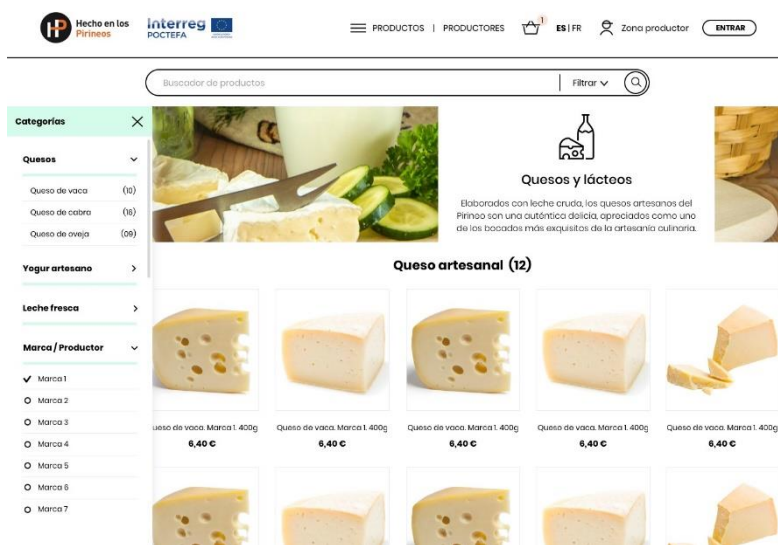 Hecho en los
Pirineos
Interreg
POCTEFA
PRODUCTOS | PRODUCTORES
1
ES | FR
Zona productor
ENTRAR
Buscador de productos
Filtrar
Categorías
Quesos
Queso de vaca (10)
Queso de cabra (16)
Queso de oveja (09)
Yogur artesano
Leche fresca
Marca / Productor
Marca 1
Marca 2
Marca 3
Marca 4
Marca 5
Marca 6
Marca 7
Quesos y lácteos
Elaborados con leche cruda, los quesos artesanos del
Pirineo son una auténtica delicia, apreciados como uno
de los bocados más exquisitos de la artesanía culinaria.
Queso artesanal (12)
ueso de vaca. Marca 1. 400g
6,40 €
Queso de vaca. Marca 1. 400g
6,40 €
Queso de vaca. Marca 1. 400g
6,40 €
Queso de vaca. Marca 1. 400g
6,40 €
Queso de vaca. Marca 1. 400g
6,40 €